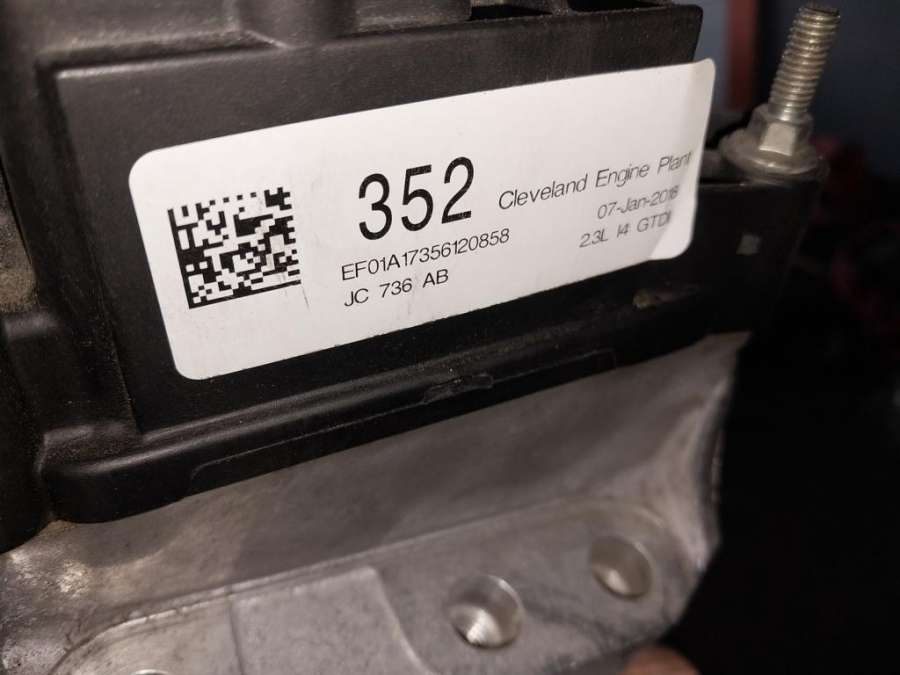 352 Cleveland Engine Plant
EF01A17356120858 07-Jan-2018
JC 736 AB 2.3L I4 GTDI